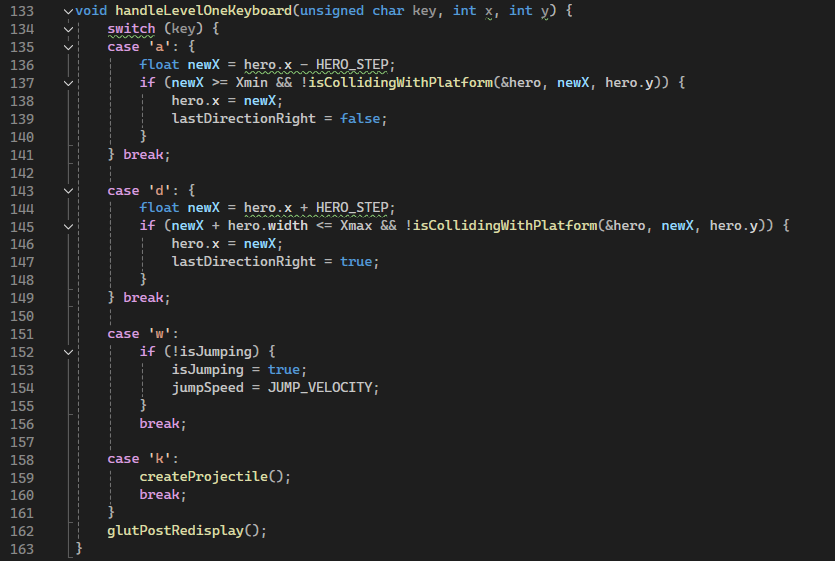 133 void handleLevelOneKeyboard(unsigned char key, int x, int y) {
134     switch (key) {
135     case 'a': {
136         float newX = hero.x - HERO_STEP;
137         if (newX >= Xmin && !isCollidingWithPlatform(&hero, newX, hero.y)) {
138             hero.x = newX;
139             lastDirectionRight = false;
140         }
141     } break;
142
143     case 'd': {
144         float newX = hero.x + HERO_STEP;
145         if (newX + hero.width <= Xmax && !isCollidingWithPlatform(&hero, newX, hero.y)) {
146             hero.x = newX;
147             lastDirectionRight = true;
148         }
149     } break;
150
151     case 'w':
152         if (!isJumping) {
153             isJumping = true;
154             jumpSpeed = JUMP_VELOCITY;
155         }
156         break;
157
158     case 'k':
159         createProjectile();
160         break;
161     }
162     glutPostRedisplay();
163 }